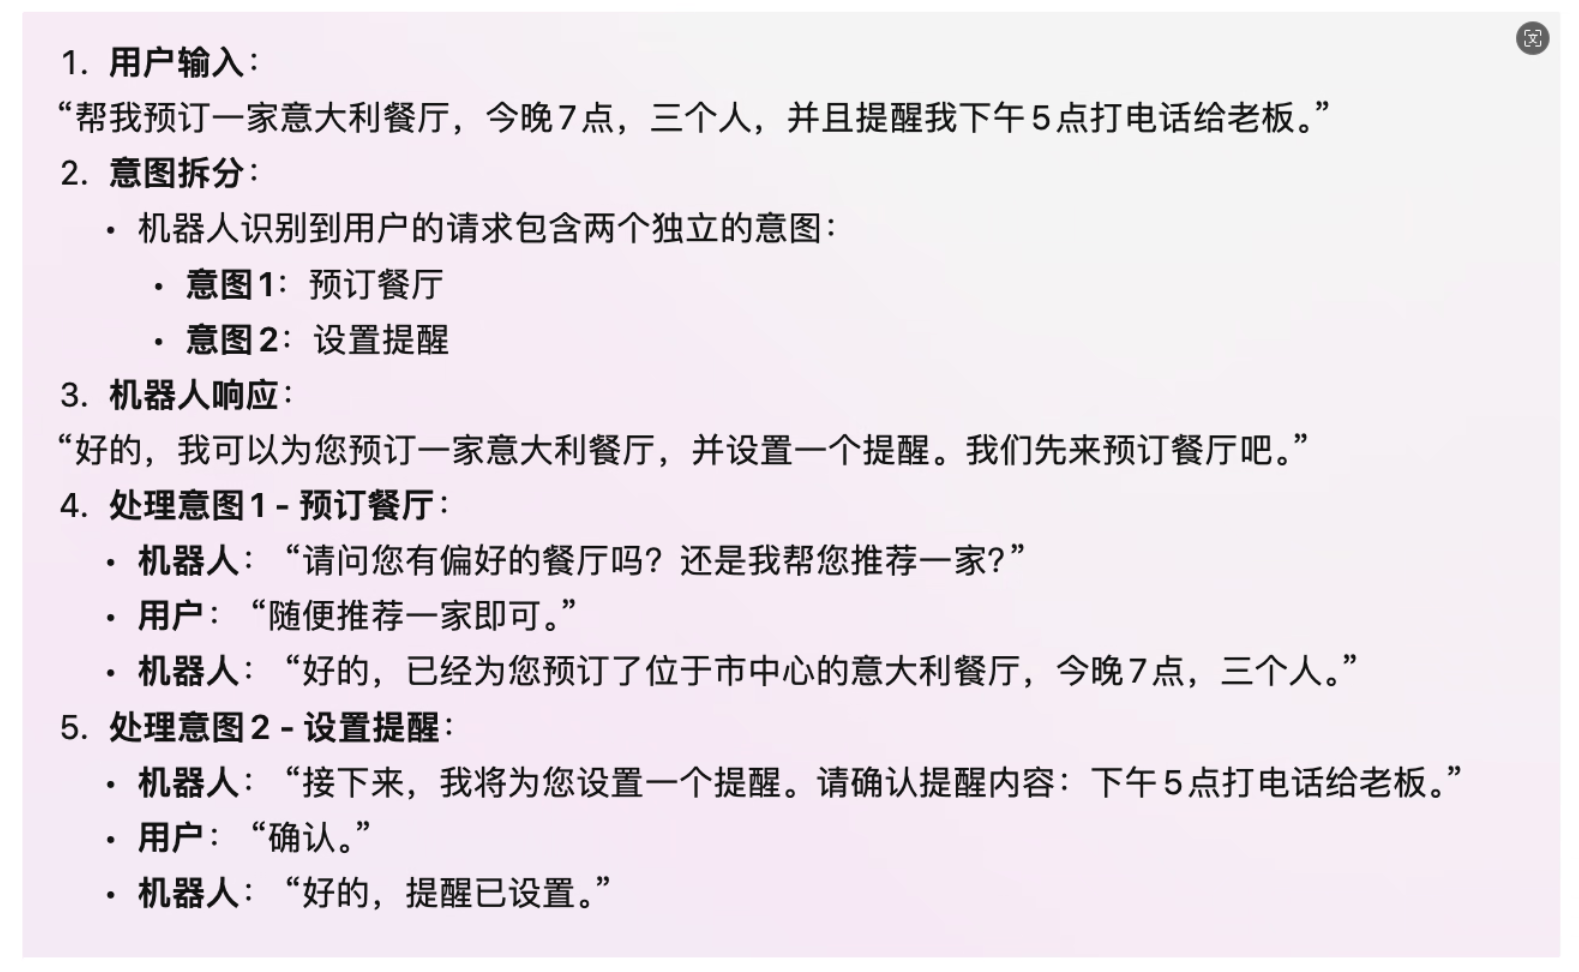 1. 用户输入：
“帮我预订一家意大利餐厅，今晚7点，三个人，并且提醒我下午5点打电话给老板。”
2. 意图拆分：
• 机器人识别到用户的请求包含两个独立的意图：
• 意图1：预订餐厅
• 意图2：设置提醒
3. 机器人响应：
“好的，我可以为您预订一家意大利餐厅，并设置一个提醒。我们先来预订餐厅吧。”
4. 处理意图1 - 预订餐厅：
• 机器人：“请问您有偏好的餐厅吗？还是我帮您推荐一家？”
• 用户：“随便推荐一家即可。”
• 机器人：“好的，已经为您预订了位于市中心的意大利餐厅，今晚7点，三个人。”
5. 处理意图2 - 设置提醒：
• 机器人：“接下来，我将为您设置一个提醒。请确认提醒内容：下午5点打电话给老板。”
• 用户：“确认。”
• 机器人：“好的，提醒已设置。”